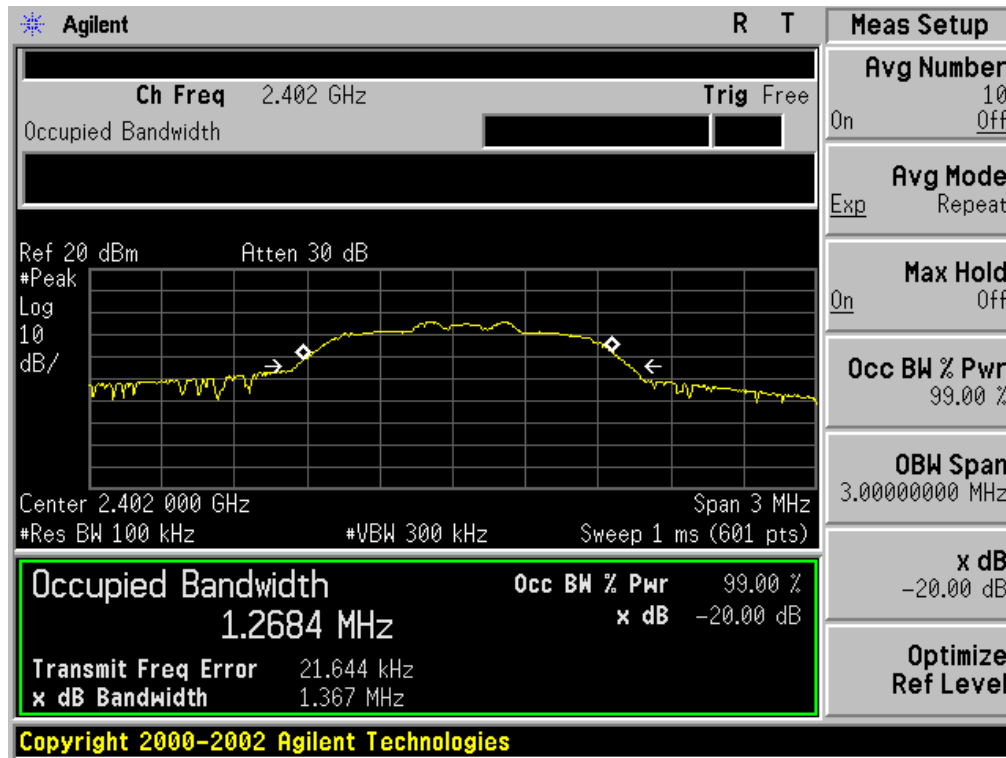 Agilent R T
Ch Freq 2.402 GHz Trig Free
Occupied Bandwidth
Ref 20 dBm Atten 30 dB
#Peak
Log
10
dB/
Center 2.402 000 GHz Span 3 MHz
#Res BW 100 kHz #VBW 300 kHz Sweep 1 ms (601 pts)
Occupied Bandwidth Occ BW % Pwr 99.00 %
1.2684 MHz x dB -20.00 dB
Transmit Freq Error 21.644 kHz
x dB Bandwidth 1.367 MHz
Copyright 2000-2002 Agilent Technologies
Meas Setup
Avg Number
10
On Off
Avg Mode
Exp Repeat
Max Hold
On Off
Occ BW % Pwr
99.00 %
OBW Span
3.00000000 MHz
x dB
-20.00 dB
Optimize
Ref Level